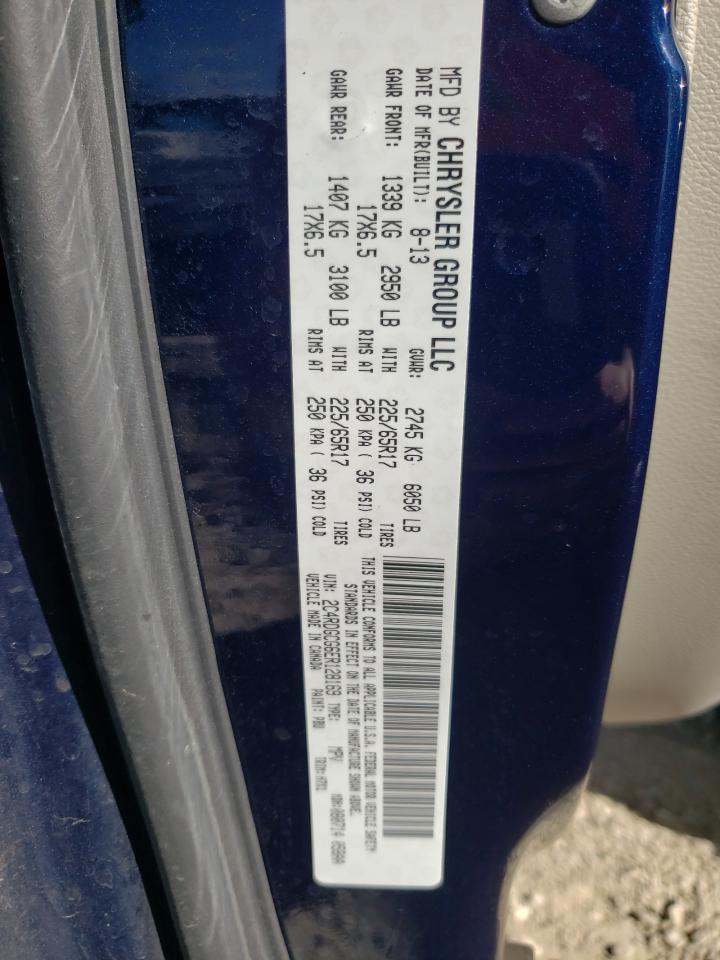 MFD BY CHRYSLER GROUP LLC
DATE OF MFR(BUILT): 8-13 GVWR: 2745 KG 6050 LB
GAWR FRONT: 1339 KG 2950 LB WITH 225/65R17 TIRES
17X6.5 RIMS AT 250 KPA ( 36 PSI) COLD
GAWR REAR: 1407 KG 3100 LB WITH 225/65R17 TIRES
17X6.5 RIMS AT 250 KPA ( 36 PSI) COLD
THIS VEHICLE CONFORMS TO ALL APPLICABLE U.S.A. FEDERAL MOTOR VEHICLE SAFETY
STANDARDS IN EFFECT ON THE DATE OF MANUFACTURE SHOWN ABOVE.
VIN: 2C4RDGCG6ER128169 TYPE: MPV
VEHICLE MADE IN CANADA PAINT: PBU